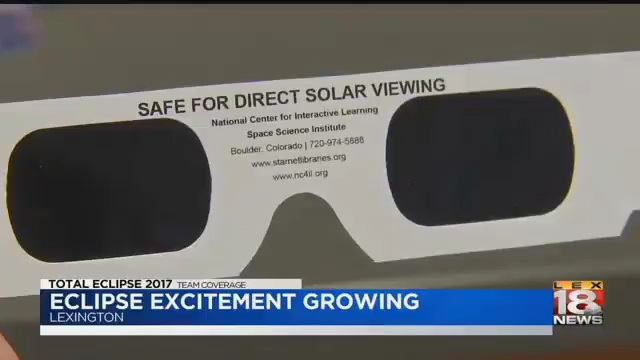 SAFE FOR DIRECT SOLAR VIEWING
National Center for Interactive Learning
Space Science Institute
Boulder, Colorado | 720-974-5888
www.starnetlibraries.org
www.nc4il.org
TOTAL ECLIPSE 2017 TEAM COVERAGE
ECLIPSE EXCITEMENT GROWING
LEXINGTON
LEX
18
NEWS